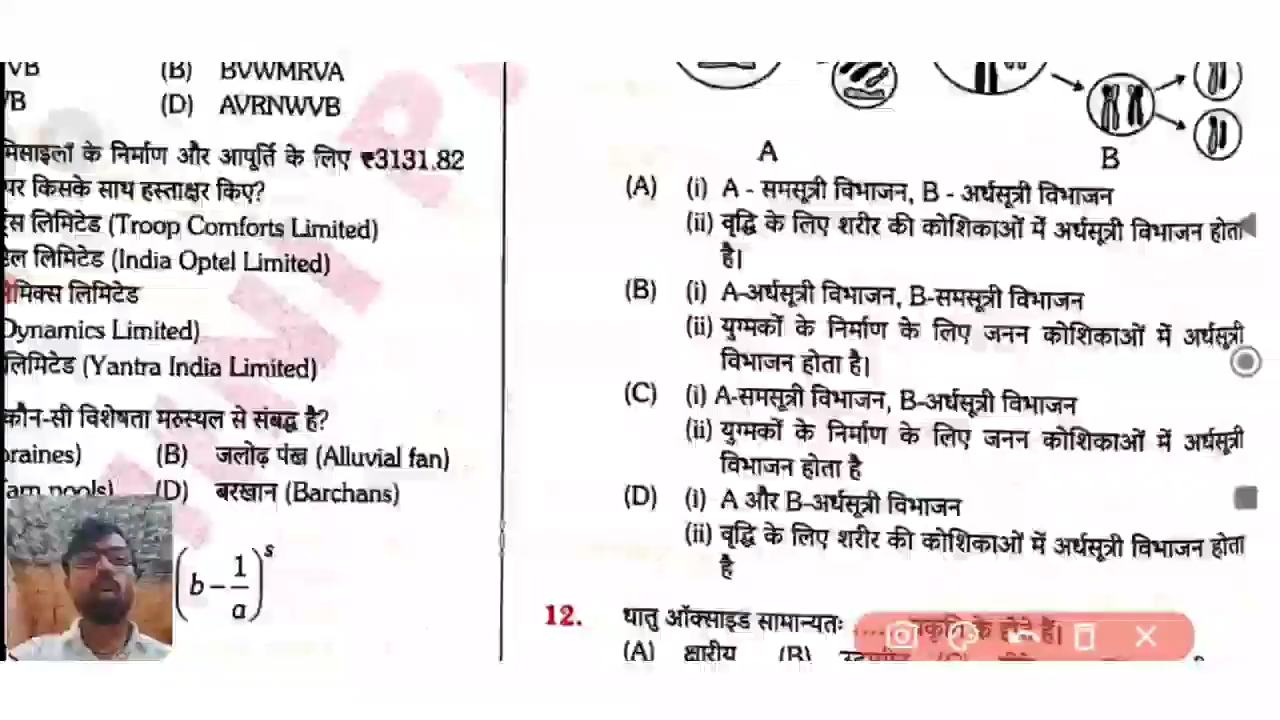 VB (B) BVWMRVA
VB (D) AVRNWVB
मिसाइलों के निर्माण और आपूर्ति के लिए ₹3131.82
पर किसके साथ हस्ताक्षर किए?
लिमिटेड (Troop Comforts Limited)
लिमिटेड (India Optel Limited)
लिमिटेड
Dynamics Limited)
लिमिटेड (Yantra India Limited)
कौन-सी विशेषता मरुस्थल से संबद्ध है?
raines) (B) जलोढ़ पंख (Alluvial fan)
(D) बरखान (Barchans)
(b - 1/a)^s
A B
(A) (i) A - समसूत्री विभाजन, B - अर्धसूत्री विभाजन
(ii) वृद्धि के लिए शरीर की कोशिकाओं में अर्धसूत्री विभाजन होता
है।
(B) (i) A-अर्धसूत्री विभाजन, B-समसूत्री विभाजन
(ii) युग्मकों के निर्माण के लिए जनन कोशिकाओं में अर्धसूत्री
विभाजन होता है।
(C) (i) A-समसूत्री विभाजन, B-अर्धसूत्री विभाजन
(ii) युग्मकों के निर्माण के लिए जनन कोशिकाओं में अर्धसूत्री
विभाजन होता है
(D) (i) A और B-अर्धसूत्री विभाजन
(ii) वृद्धि के लिए शरीर की कोशिकाओं में अर्धसूत्री विभाजन होता
है
12. धातु ऑक्साइड सामान्यतः ...... प्रकृति के होते हैं।
(A) क्षारीय (B)